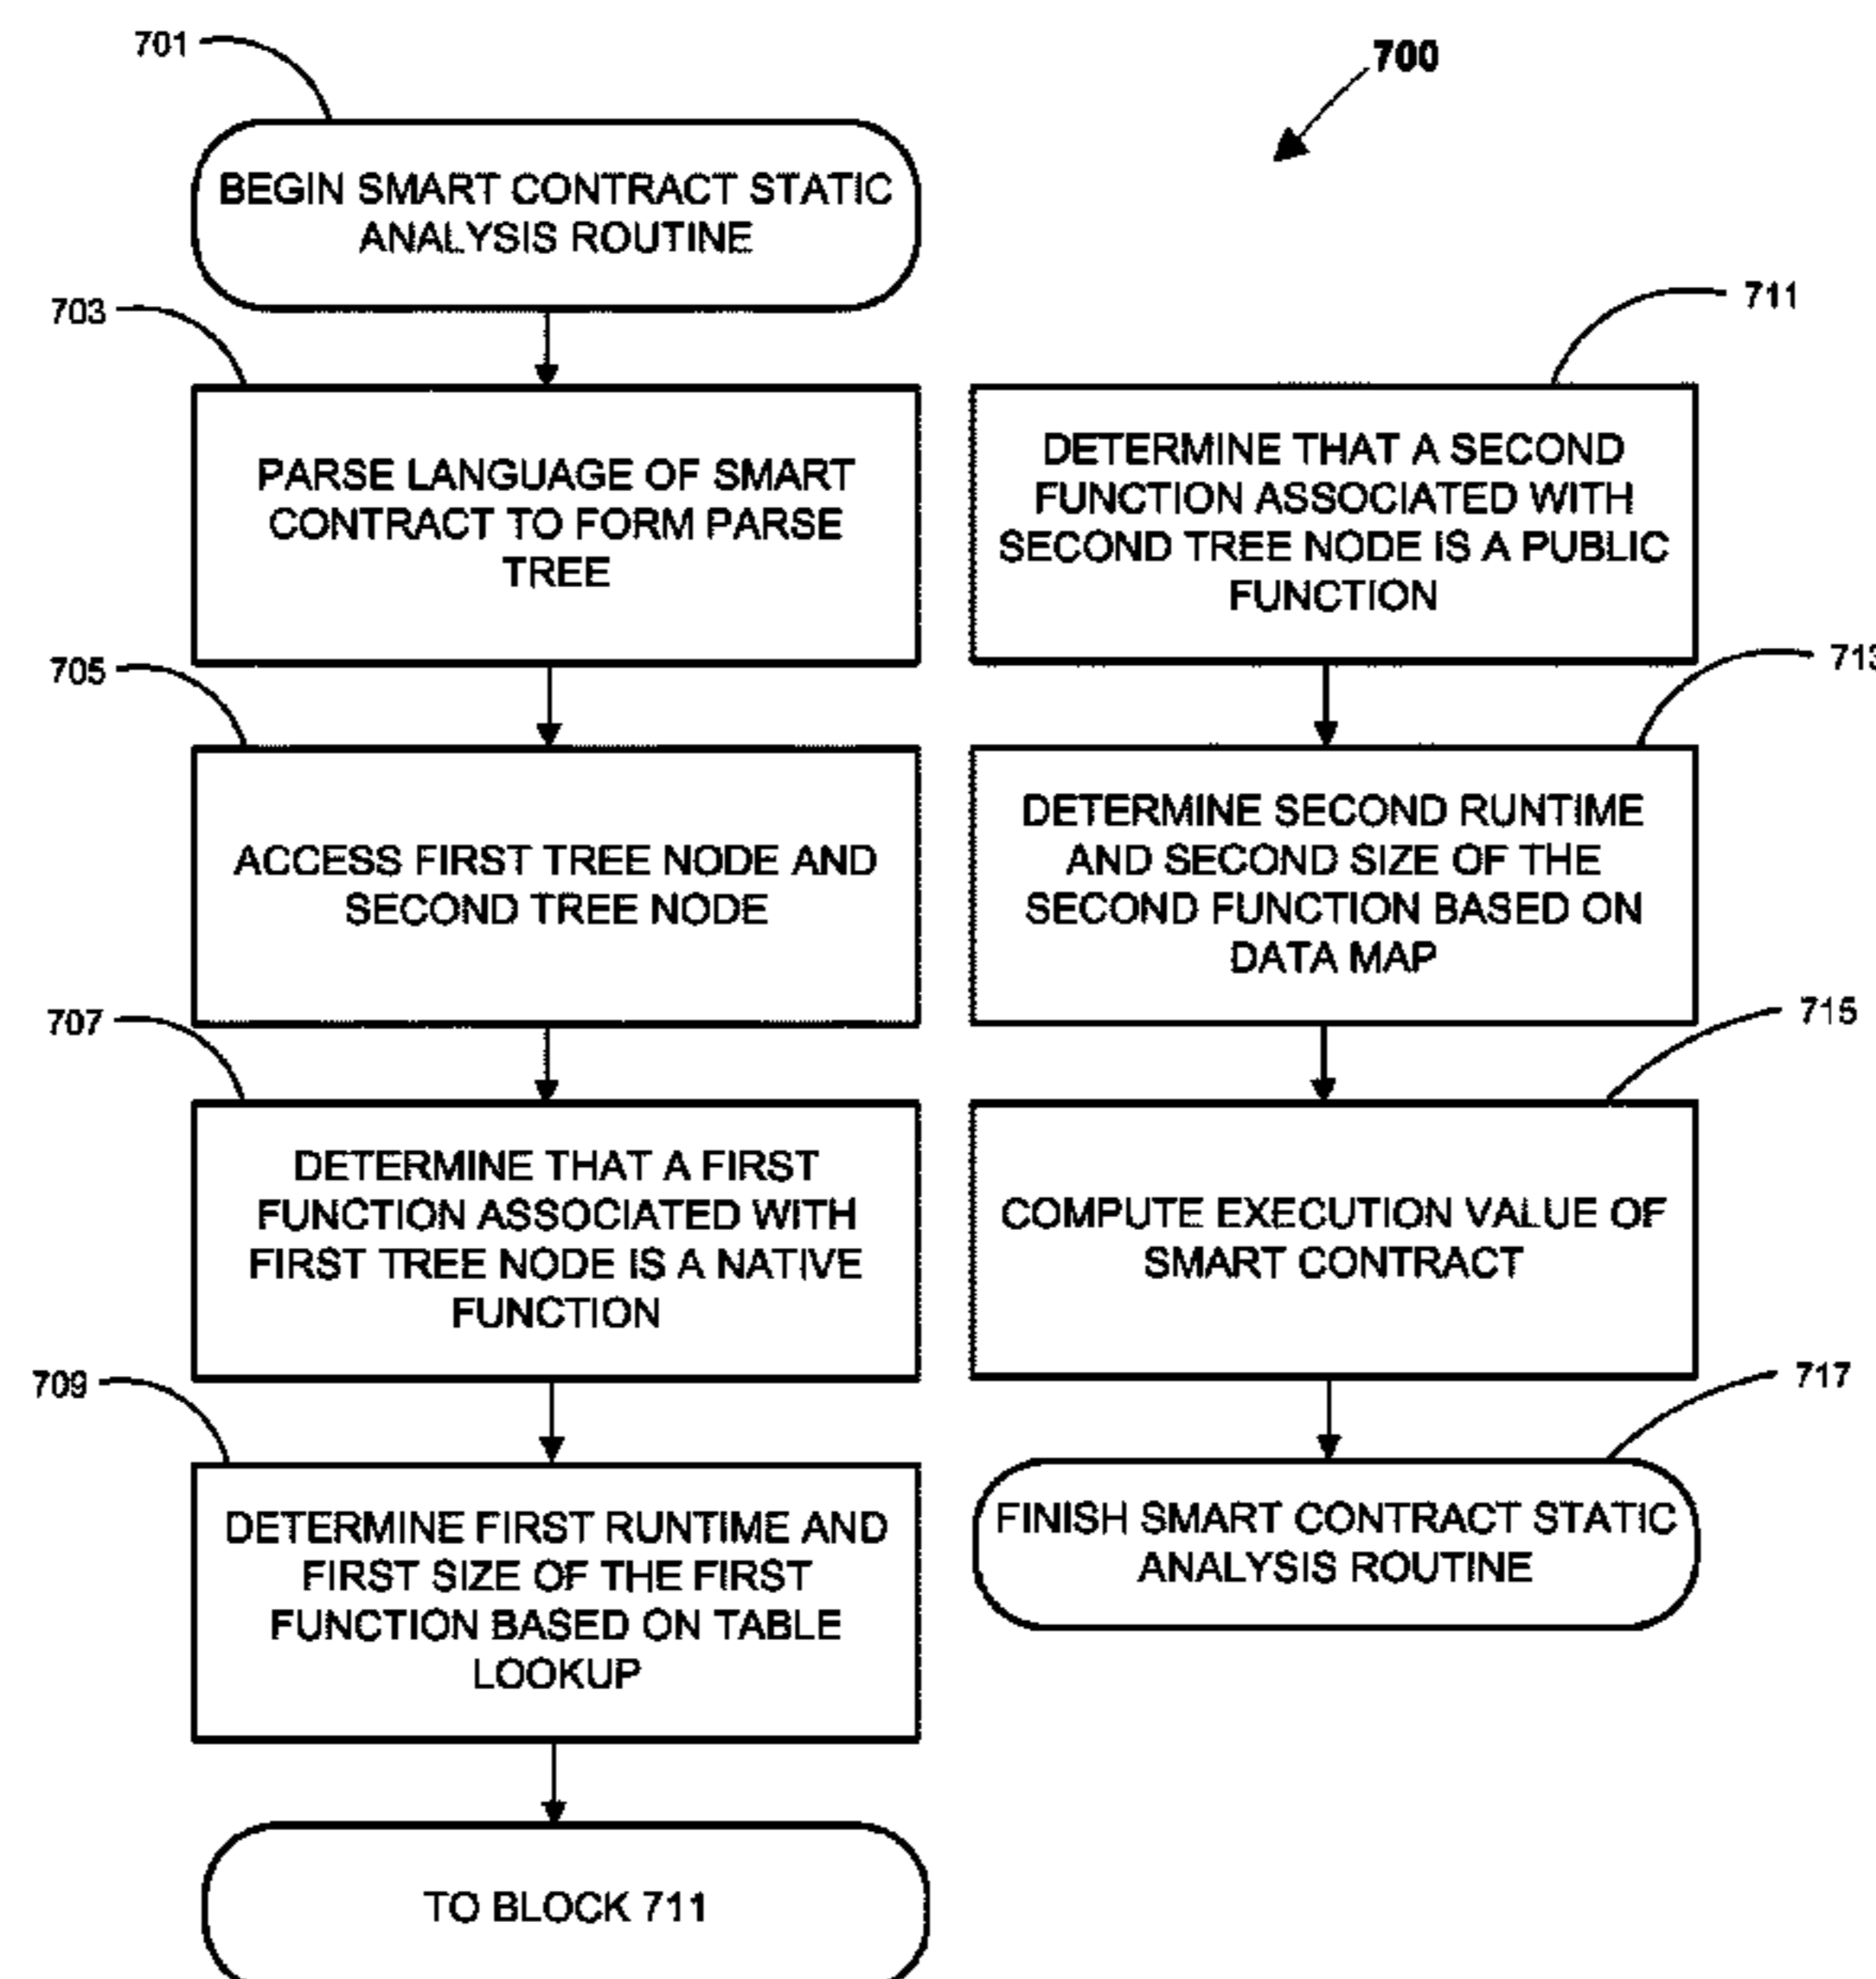 701
700
BEGIN SMART CONTRACT STATIC
ANALYSIS ROUTINE
703
PARSE LANGUAGE OF SMART
CONTRACT TO FORM PARSE
TREE
705
ACCESS FIRST TREE NODE AND
SECOND TREE NODE
707
DETERMINE THAT A FIRST
FUNCTION ASSOCIATED WITH
FIRST TREE NODE IS A NATIVE
FUNCTION
709
DETERMINE FIRST RUNTIME AND
FIRST SIZE OF THE FIRST
FUNCTION BASED ON TABLE
LOOKUP
TO BLOCK 711
711
DETERMINE THAT A SECOND
FUNCTION ASSOCIATED WITH
SECOND TREE NODE IS A PUBLIC
FUNCTION
713
DETERMINE SECOND RUNTIME
AND SECOND SIZE OF THE
SECOND FUNCTION BASED ON
DATA MAP
715
COMPUTE EXECUTION VALUE OF
SMART CONTRACT
717
FINISH SMART CONTRACT STATIC
ANALYSIS ROUTINE